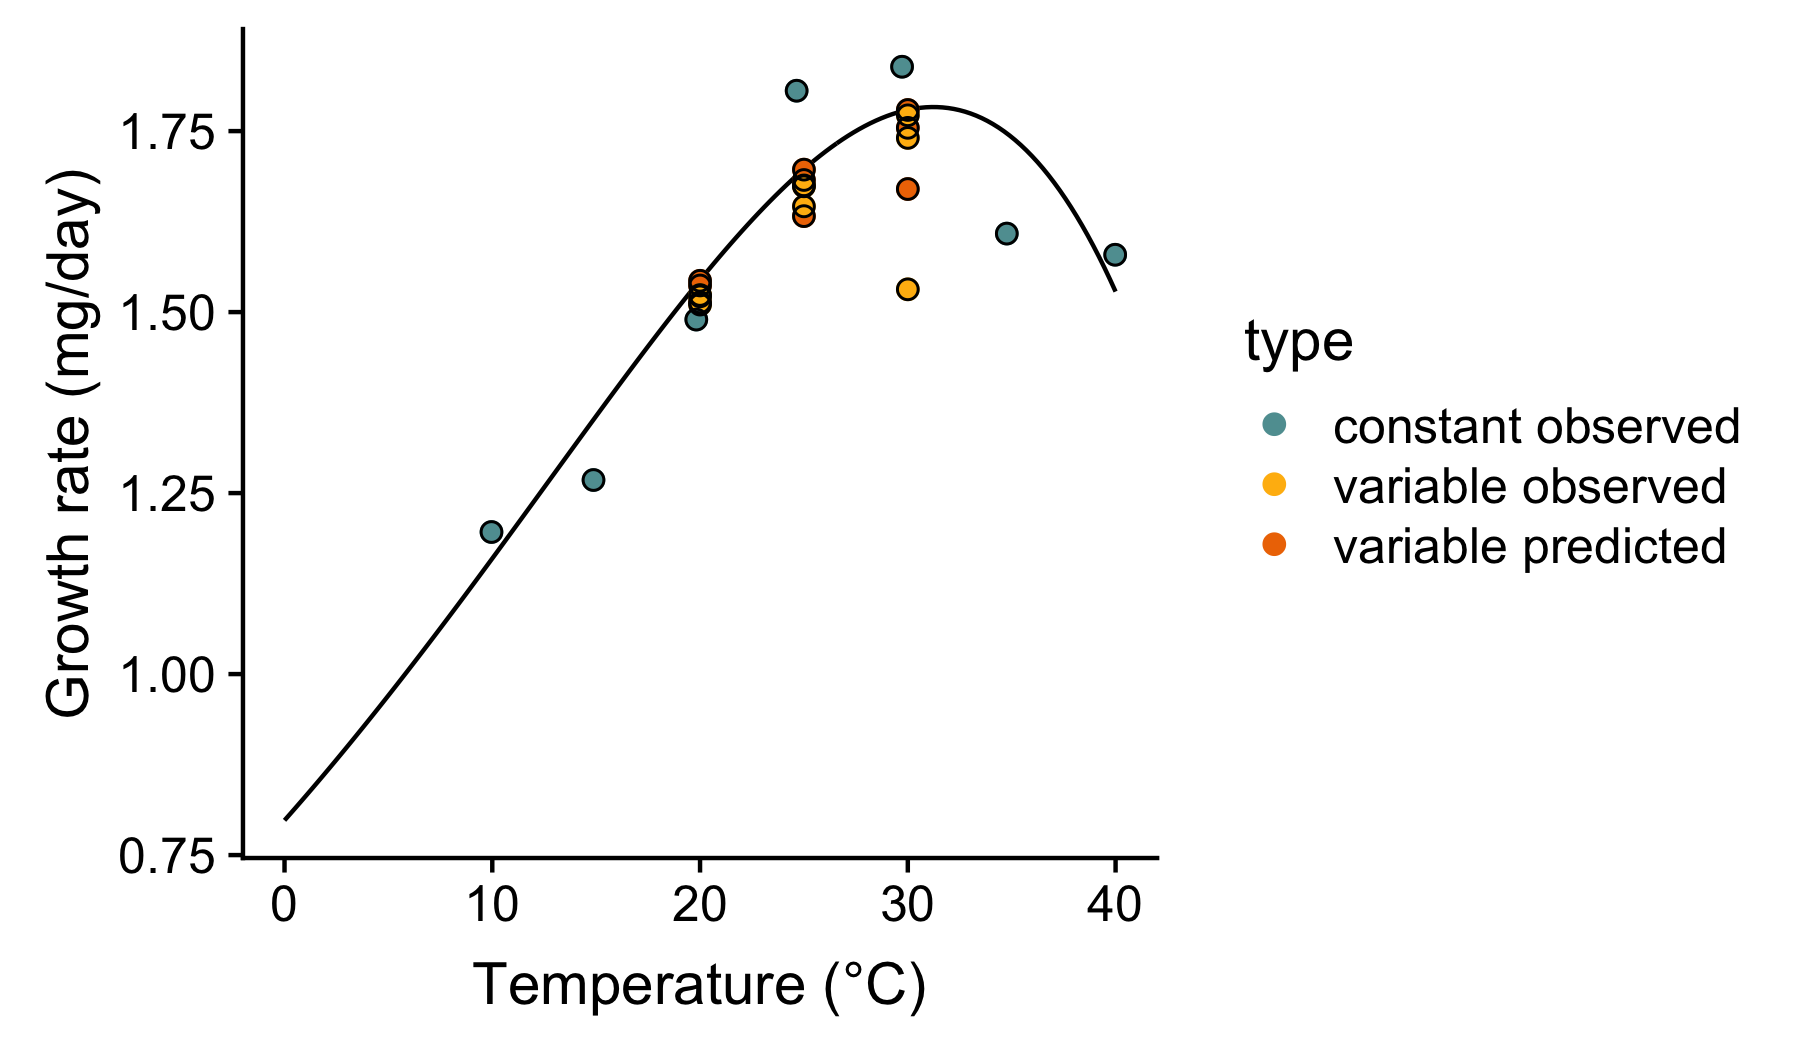 Growth rate (mg/day)
1.75
1.50
1.25
1.00
0.75
0 10 20 30 40
Temperature (°C)
type
constant observed
variable observed
variable predicted